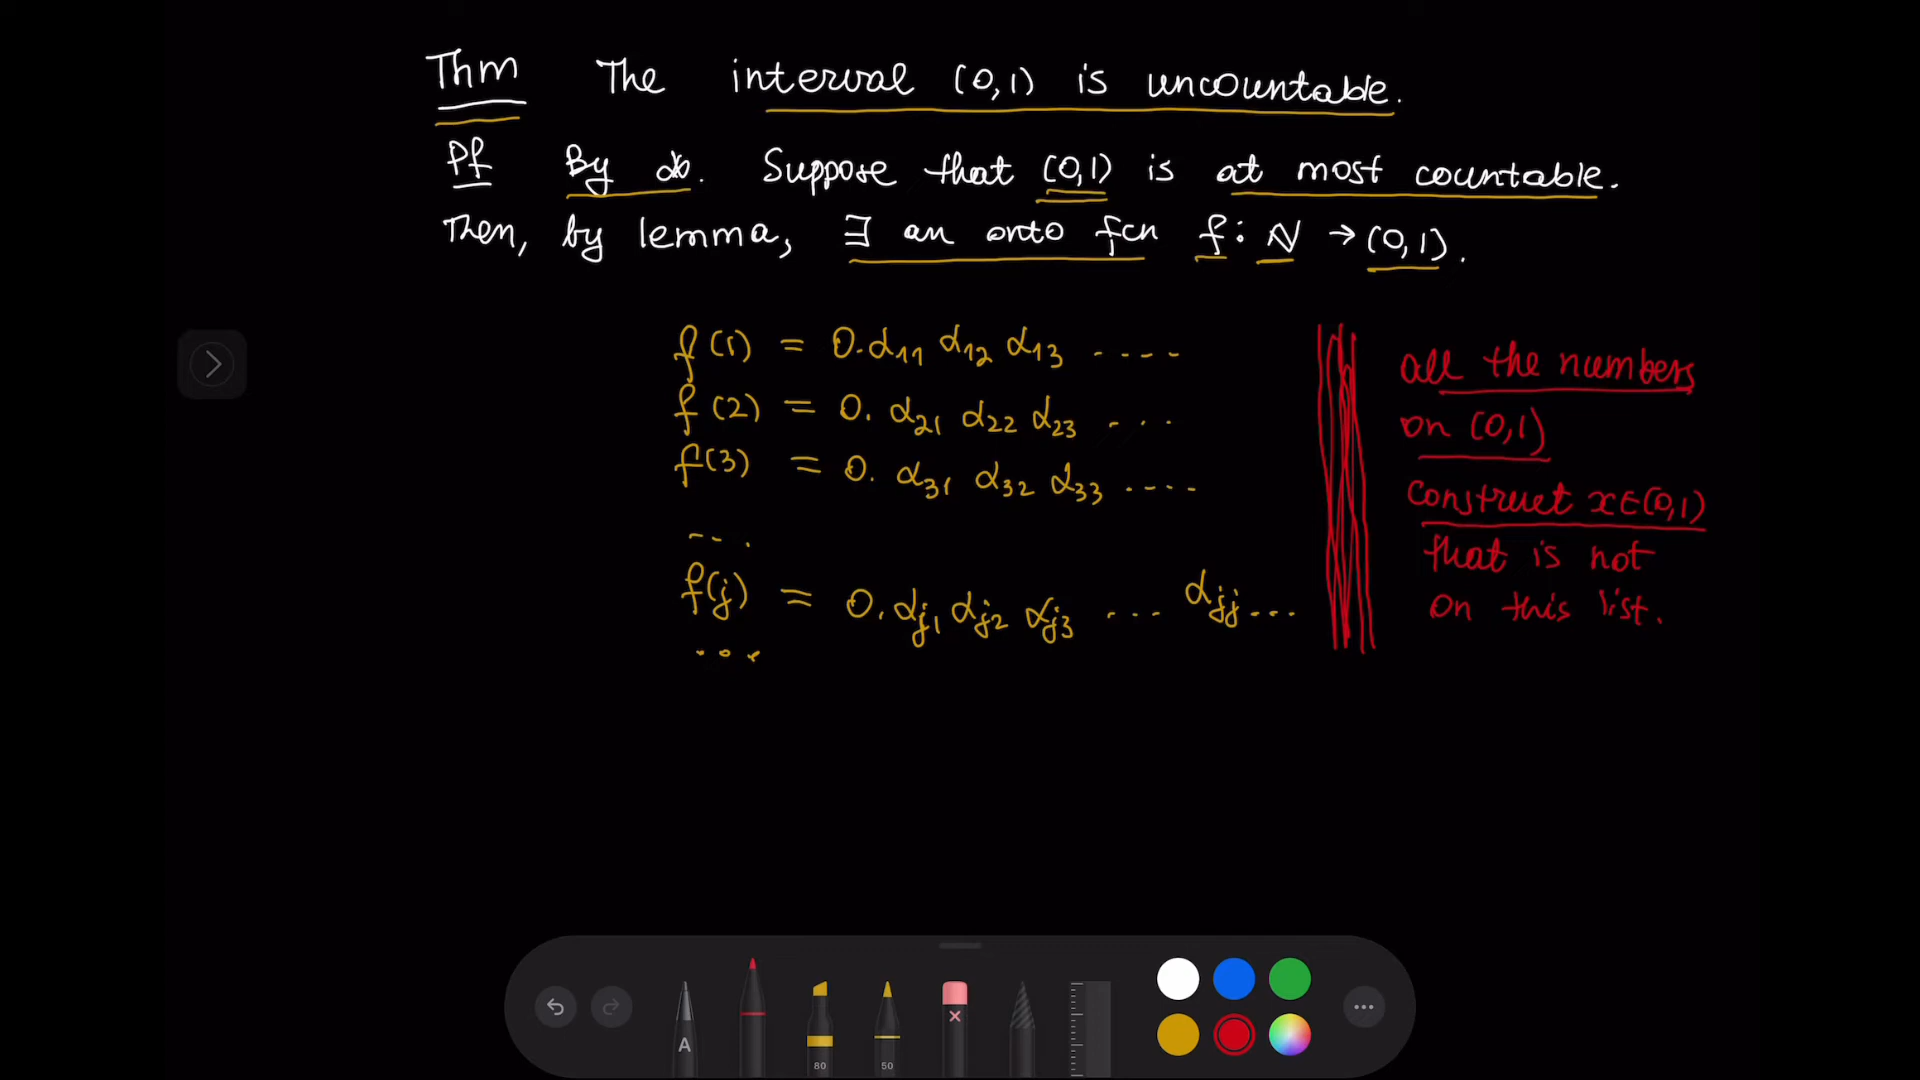 Thm The interval (0,1) is uncountable.
Pf By ※. Suppose that (0,1) is at most countable.
Then, by lemma, ∃ an onto fcn f: ℕ → (0,1).
f(1) = 0.α11 α12 α13 .....
f(2) = 0. α21 α22 α23 ....
f(3) = 0. α31 α32 α33 .....
...
f(j) = 0. αj1 αj2 αj3 ... αjj ...
...
all the numbers
on (0,1)
construct x∈(0,1)
that is not
on this list.
A
80
50